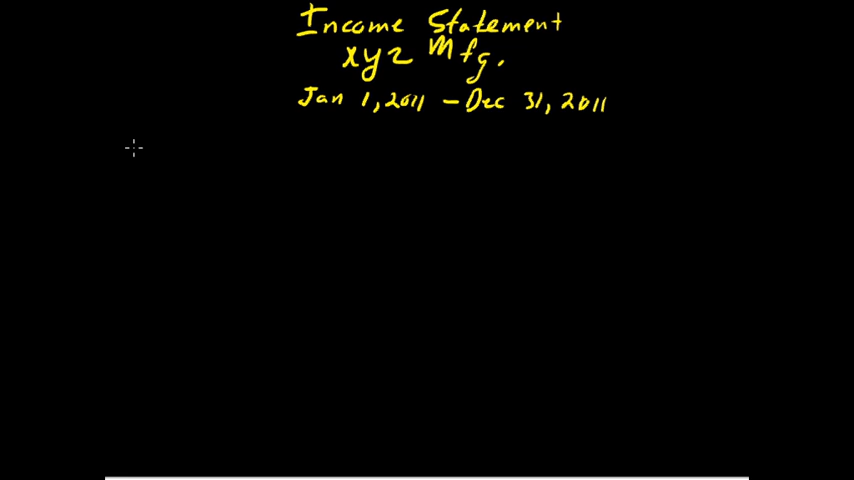 Income Statement
xyz Mfg.
Jan 1, 2011 - Dec 31, 2011